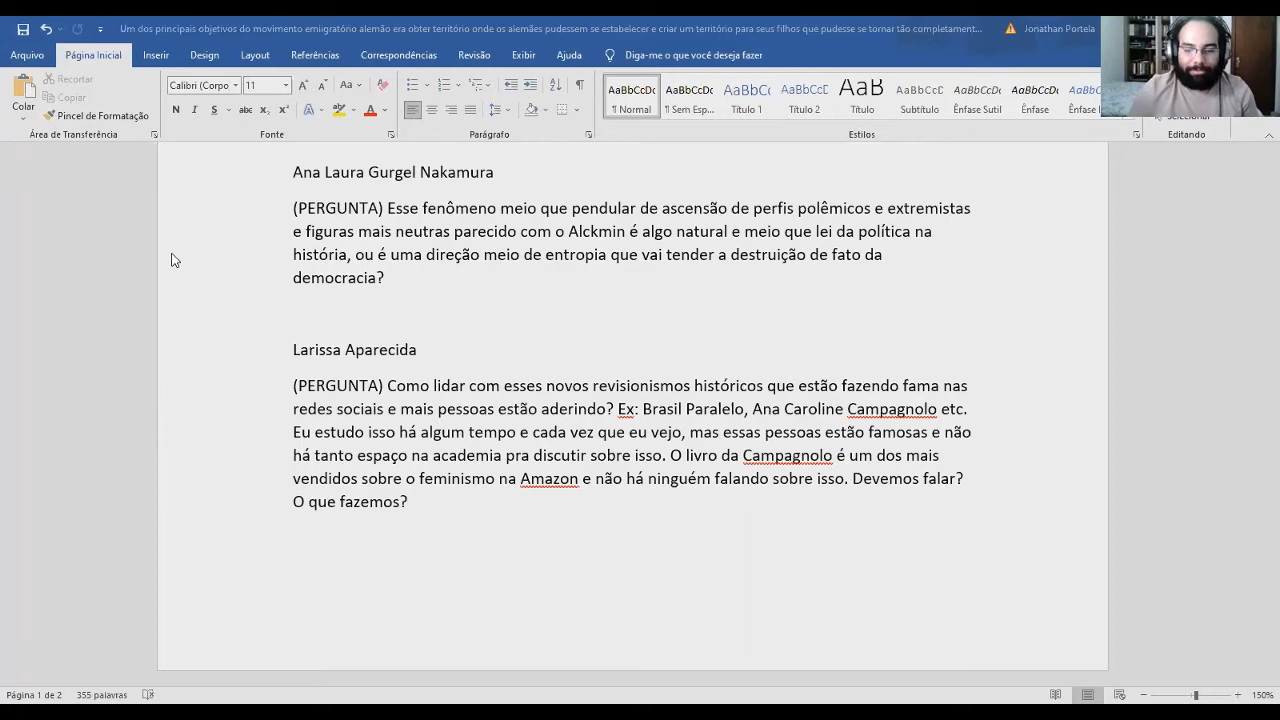 Um dos principais objetivos do movimento emigratório alemão era obter território onde os alemães pudessem se estabelecer e criar um território para seus filhos que pudesse se tornar tão completament...
Jonathan Portela
Arquivo Página Inicial Inserir Design Layout Referências Correspondências Revisão Exibir Ajuda Diga-me o que você deseja fazer
Colar
Recortar
Copiar
Pincel de Formatação
Área de Transferência
Calibri (Corpo 11
N I S abc x₂ x²
Fonte
Parágrafo
AaBbCcDc AaBbCcDc AaBbCcD AaBbCcD AaB AaBbCcD AaBbCcDc AaBbCcDc AaBbC
¶ Normal ¶ Sem Esp... Título 1 Título 2 Título Subtítulo Ênfase Sutil Ênfase Ênfase
Estilos
Selecionar
Editando
Ana Laura Gurgel Nakamura
(PERGUNTA) Esse fenômeno meio que pendular de ascensão de perfis polêmicos e extremistas
e figuras mais neutras parecido com o Alckmin é algo natural e meio que lei da política na
história, ou é uma direção meio de entropia que vai tender a destruição de fato da
democracia?
Larissa Aparecida
(PERGUNTA) Como lidar com esses novos revisionismos históricos que estão fazendo fama nas
redes sociais e mais pessoas estão aderindo? Ex: Brasil Paralelo, Ana Caroline Campagnolo etc.
Eu estudo isso há algum tempo e cada vez que eu vejo, mas essas pessoas estão famosas e não
há tanto espaço na academia pra discutir sobre isso. O livro da Campagnolo é um dos mais
vendidos sobre o feminismo na Amazon e não há ninguém falando sobre isso. Devemos falar?
O que fazemos?
Página 1 de 2 355 palavras
150%